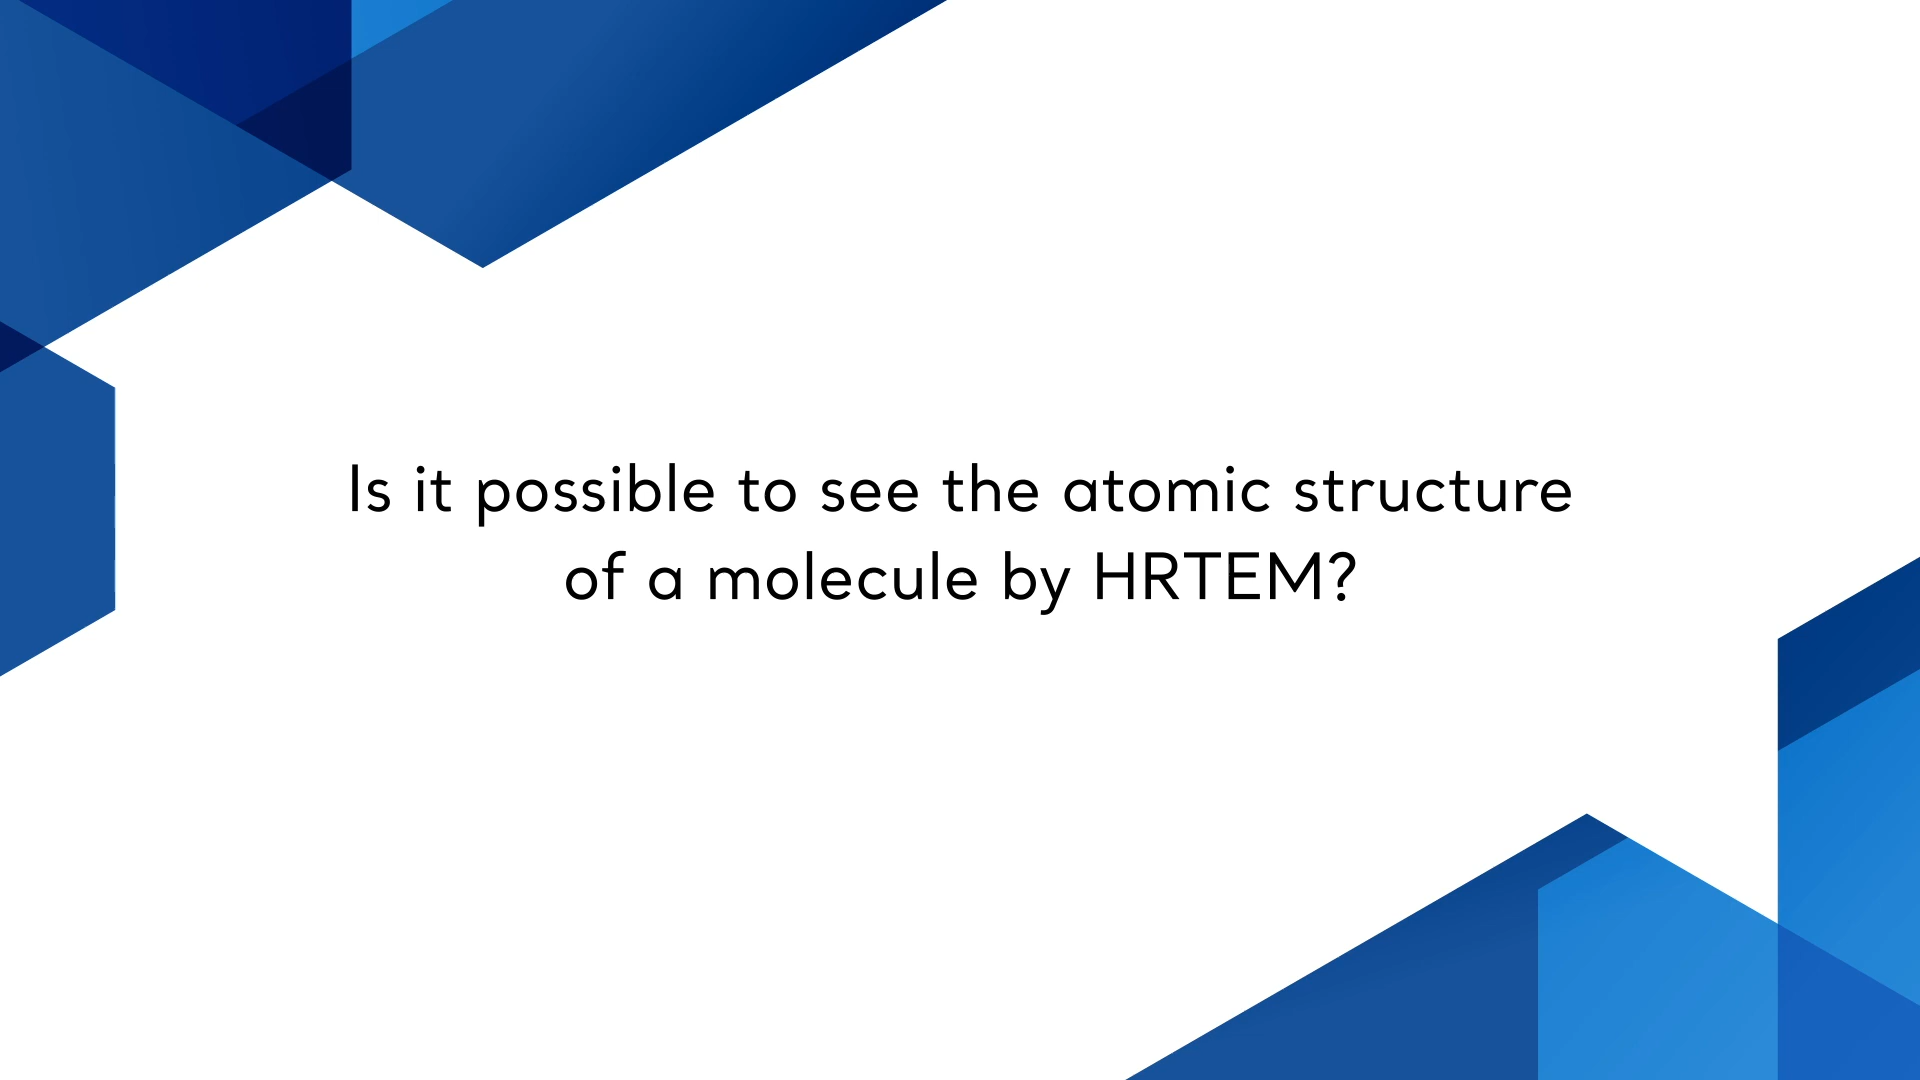 Is it possible to see the atomic structure
of a molecule by HRTEM?